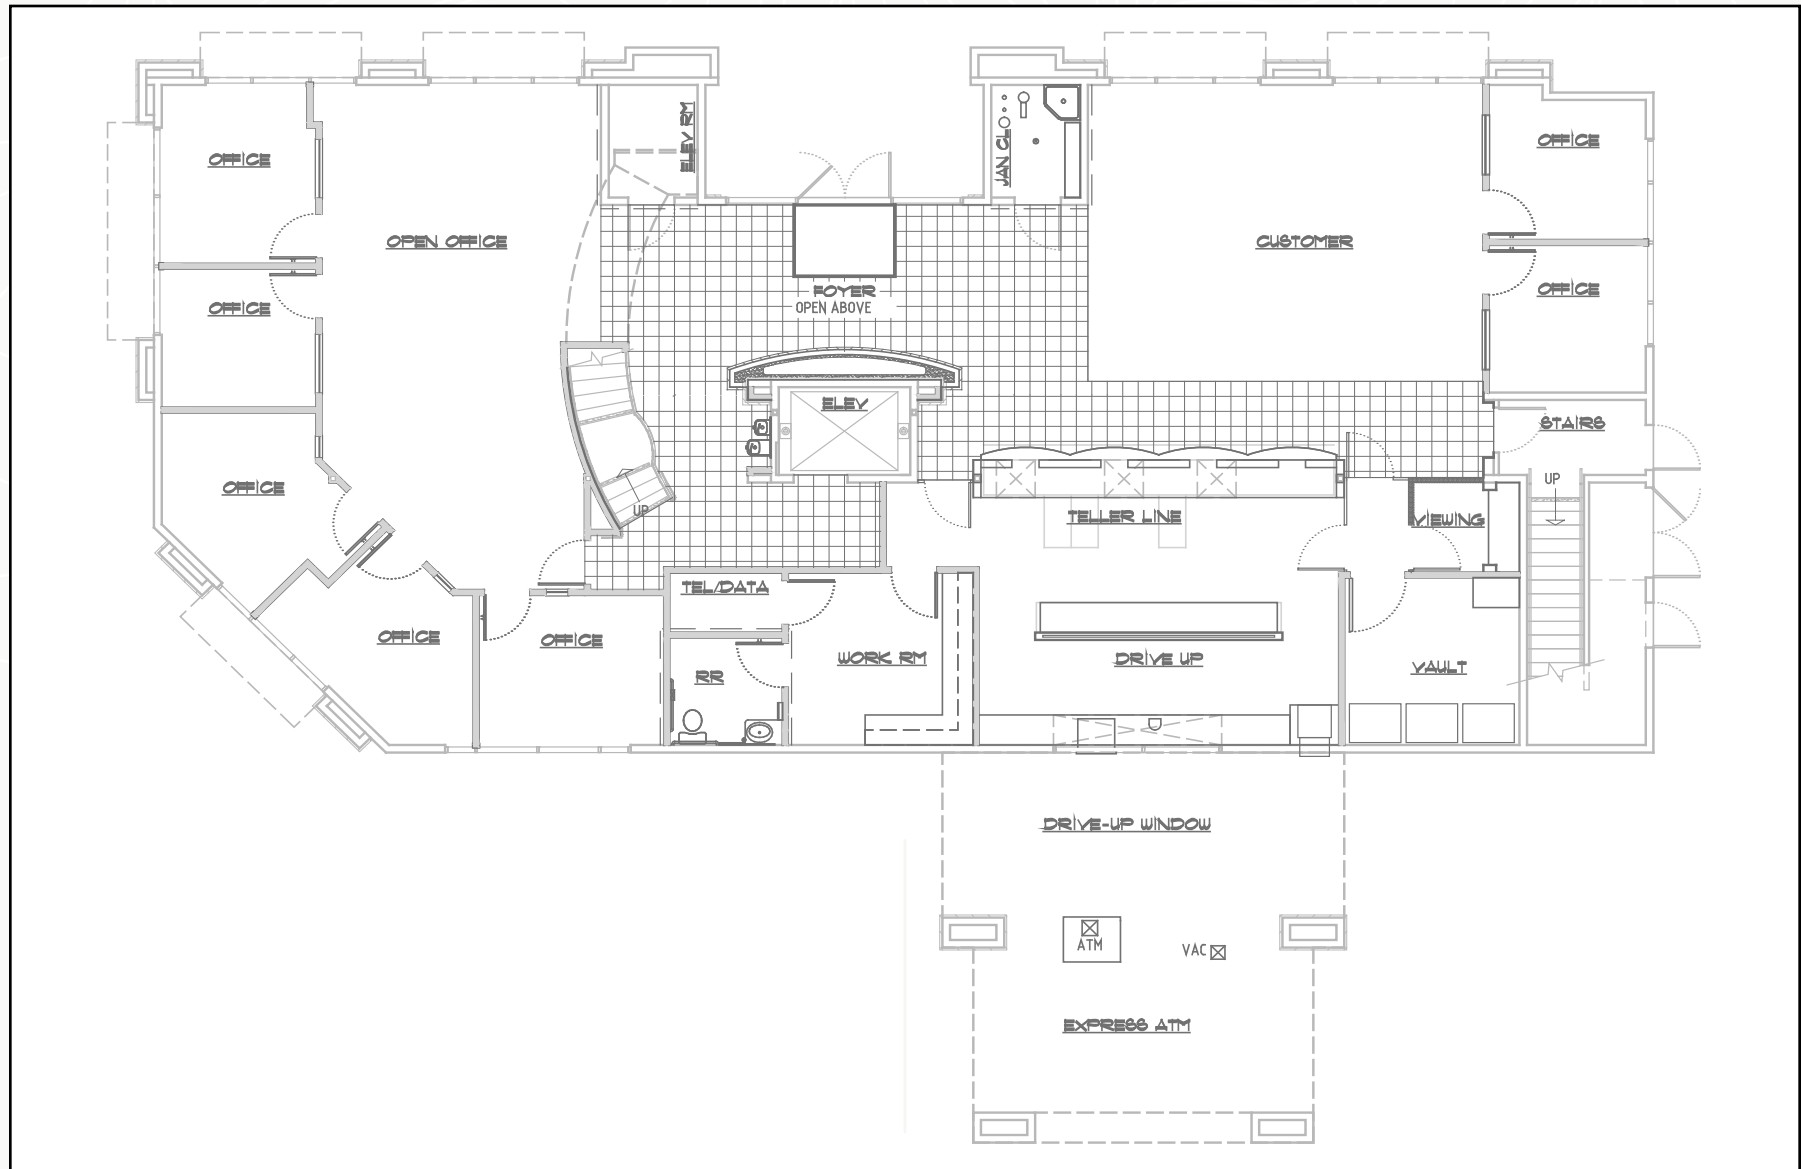 ELEV RM
JAN CL
OFFICE
OFFICE
OPEN OFFICE
CUSTOMER
FOYER
OPEN ABOVE
OFFICE
OFFICE
ELEV
STAIRS
UP
OFFICE
UP
TELLER LINE
VIEWING
TEL/DATA
OFFICE
OFFICE
WORK RM
DRIVE UP
VAULT
RR
DRIVE-UP WINDOW
ATM
VAC
EXPRESS ATM